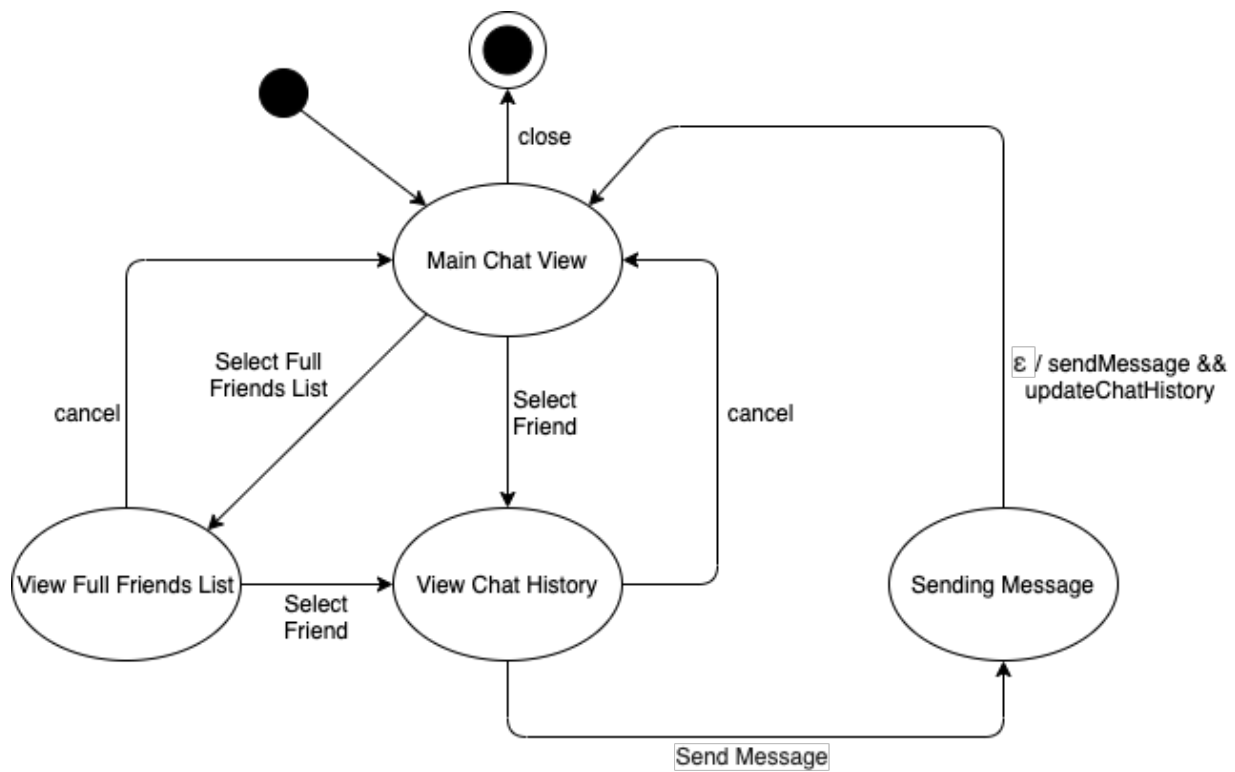 close
Main Chat View
Select Full
Friends List
cancel
Select
Friend
cancel
ε / sendMessage &&
updateChatHistory
View Full Friends List
Select
Friend
View Chat History
Sending Message
Send Message